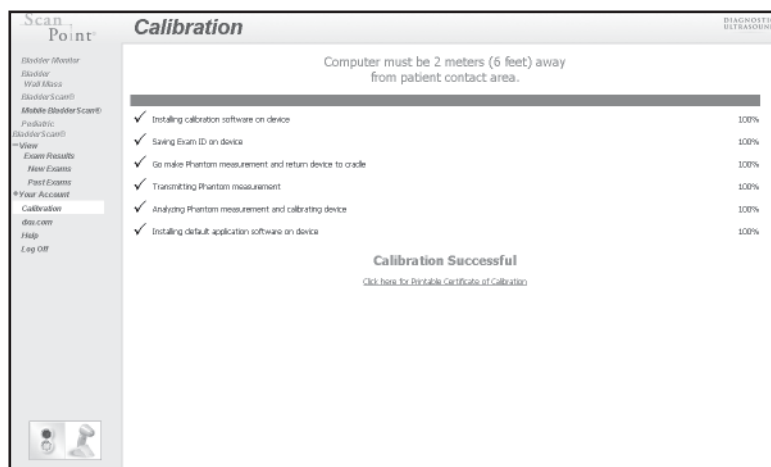 Scan
Point®
Calibration
DIAGNOSTIC
ULTRASOUND
Computer must be 2 meters (6 feet) away
from patient contact area.
Bladder Monitor
Bladder
Wall Mass
BladderScan®
Mobile BladderScan®
Pediatric
BladderScan®
View
Exam Results
New Exams
Past Exams
Your Account
Calibration
dxu.com
Help
Log Off
Installing calibration software on device 100%
Saving Exam ID on device 100%
Go make Phantom measurement and return device to cradle 100%
Transmitting Phantom measurement 100%
Analyzing Phantom measurement and calibrating device 100%
Installing default application software on device 100%
Calibration Successful
Click here for Printable Certificate of Calibration